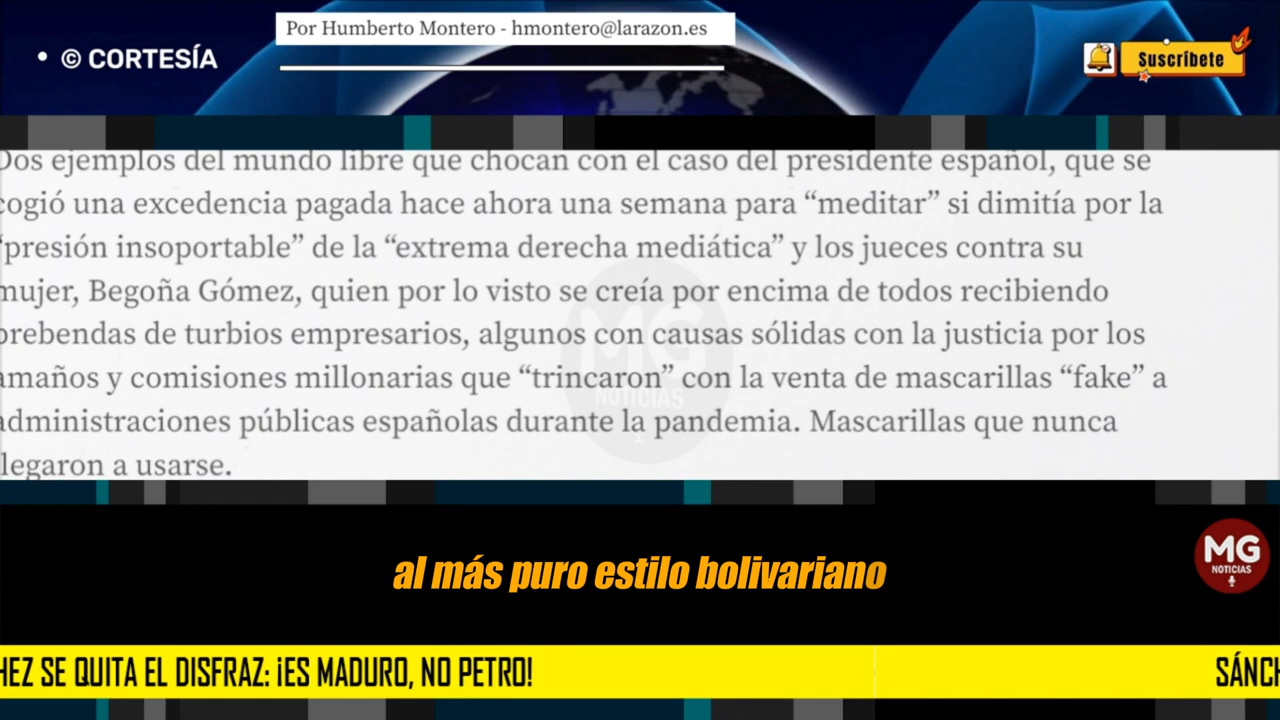 Por Humberto Montero - hmontero@larazon.es
• © CORTESÍA
Suscríbete
Dos ejemplos del mundo libre que chocan con el caso del presidente español, que se
cogió una excedencia pagada hace ahora una semana para “meditar” si dimitía por la
“presión insoportable” de la “extrema derecha mediática” y los jueces contra su
mujer, Begoña Gómez, quien por lo visto se creía por encima de todos recibiendo
prebendas de turbios empresarios, algunos con causas sólidas con la justicia por los
amaños y comisiones millonarias que “trincaron” con la venta de mascarillas “fake” a
administraciones públicas españolas durante la pandemia. Mascarillas que nunca
llegaron a usarse.
MG
NOTICIAS
al más puro estilo bolivariano
MG
NOTICIAS
HEZ SE QUITA EL DISFRAZ: ¡ES MADURO, NO PETRO! SÁNCH